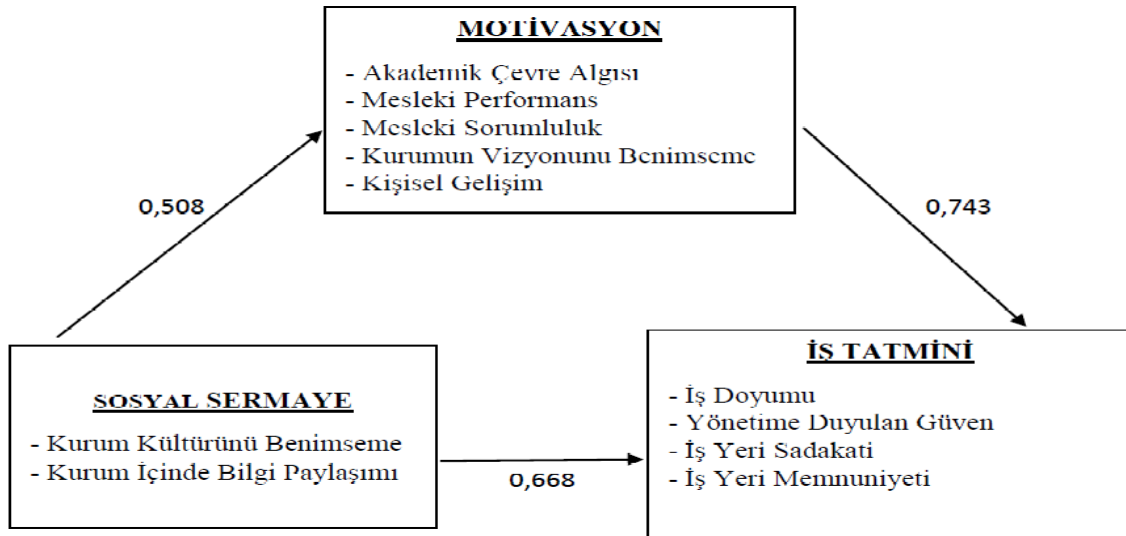 MOTİVASYON
- Akademik Çevre Algısı
- Mesleki Performans
- Mesleki Sorumluluk
- Kurumun Vizyonunu Benimseme
- Kişisel Gelişim
0,508
0,743
SOSYAL SERMAYE
- Kurum Kültürünü Benimseme
- Kurum İçinde Bilgi Paylaşımı
0,668
İŞ TATMİNİ
- İş Doyumu
- Yönetime Duyulan Güven
- İş Yeri Sadakati
- İş Yeri Memnuniyeti